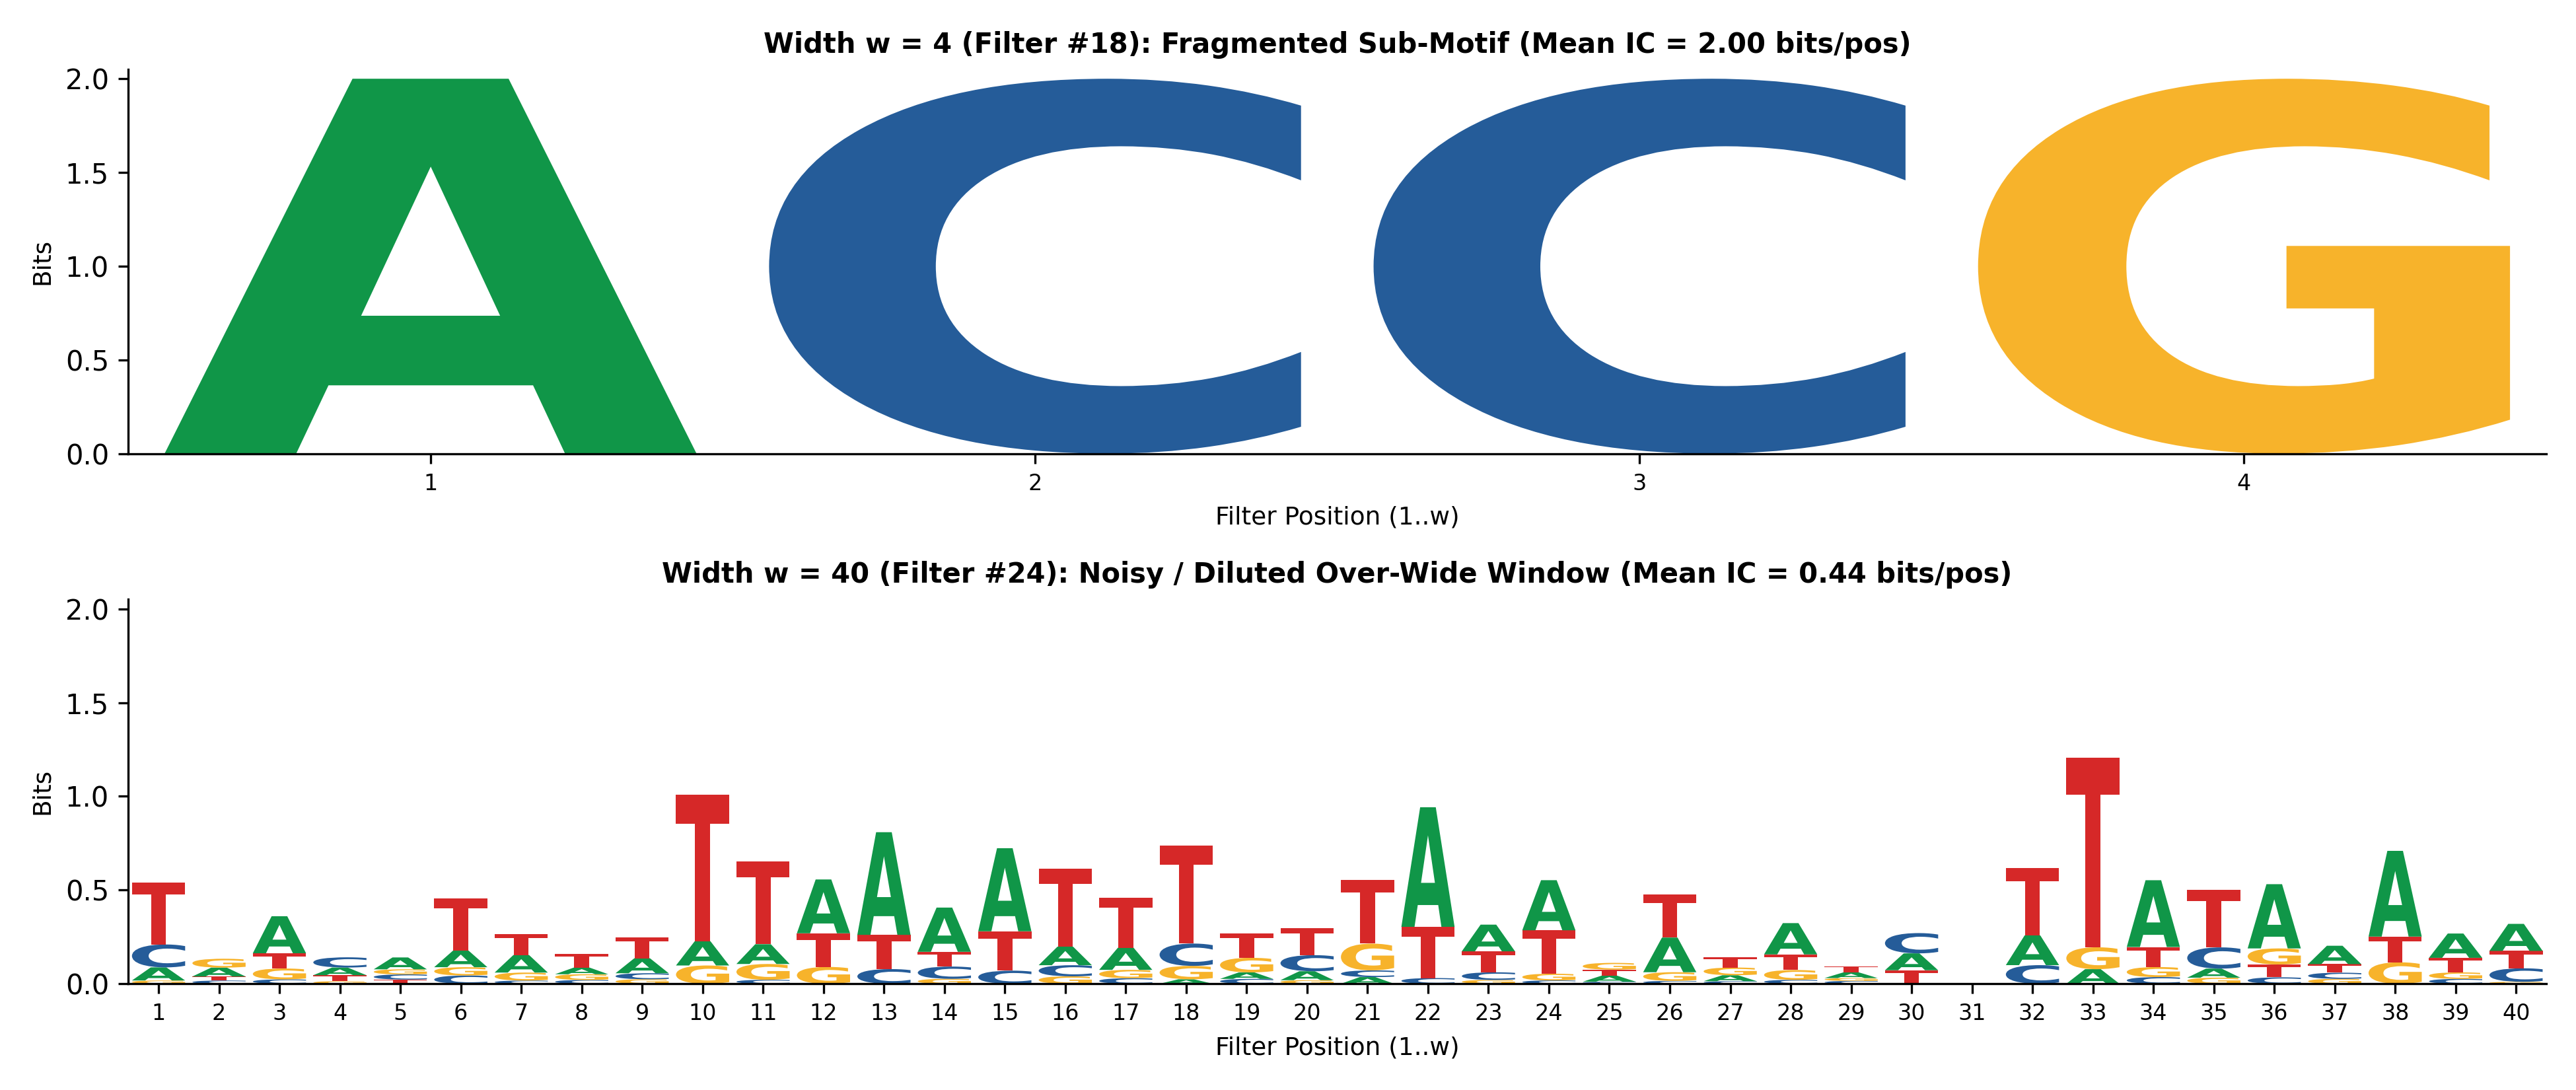 Width w = 4 (Filter #18): Fragmented Sub-Motif (Mean IC = 2.00 bits/pos)
2.0
1.5
1.0
0.5
0.0
Bits
A C C G
1 2 3 4
Filter Position (1..w)
Width w = 40 (Filter #24): Noisy / Diluted Over-Wide Window (Mean IC = 0.44 bits/pos)
2.0
1.5
1.0
0.5
0.0
Bits
T G A C A T T T T T T A A A A T T T T T T A A A G T T A T C T T A T A A A A A
1 2 3 4 5 6 7 8 9 10 11 12 13 14 15 16 17 18 19 20 21 22 23 24 25 26 27 28 29 30 31 32 33 34 35 36 37 38 39 40
Filter Position (1..w)